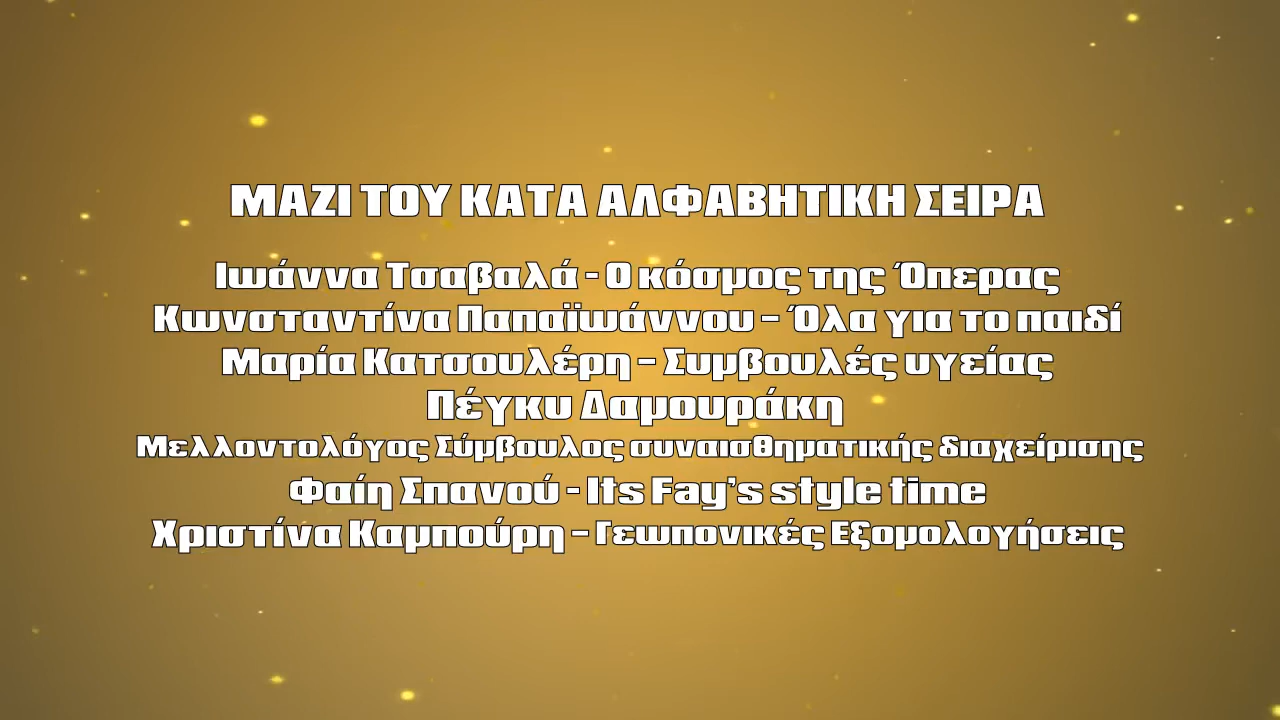 ΜΑΖΙ ΤΟΥ ΚΑΤΑ ΑΛΦΑΒΗΤΙΚΗ ΣΕΙΡΑ
Ιωάννα Τσαβαλά - Ο κόσμος της Όπερας
Κωνσταντίνα Παπαϊωάννου – Όλα για το παιδί
Μαρία Κατσουλέρη – Συμβουλές υγείας
Πέγκυ Δαμουράκη
Μελλοντολόγος Σύμβουλος συναισθηματικής διαχείρισης
Φαίη Σπανού - Its Fay’s style time
Χριστίνα Καμπούρη – Γεωπονικές Εξομολογήσεις